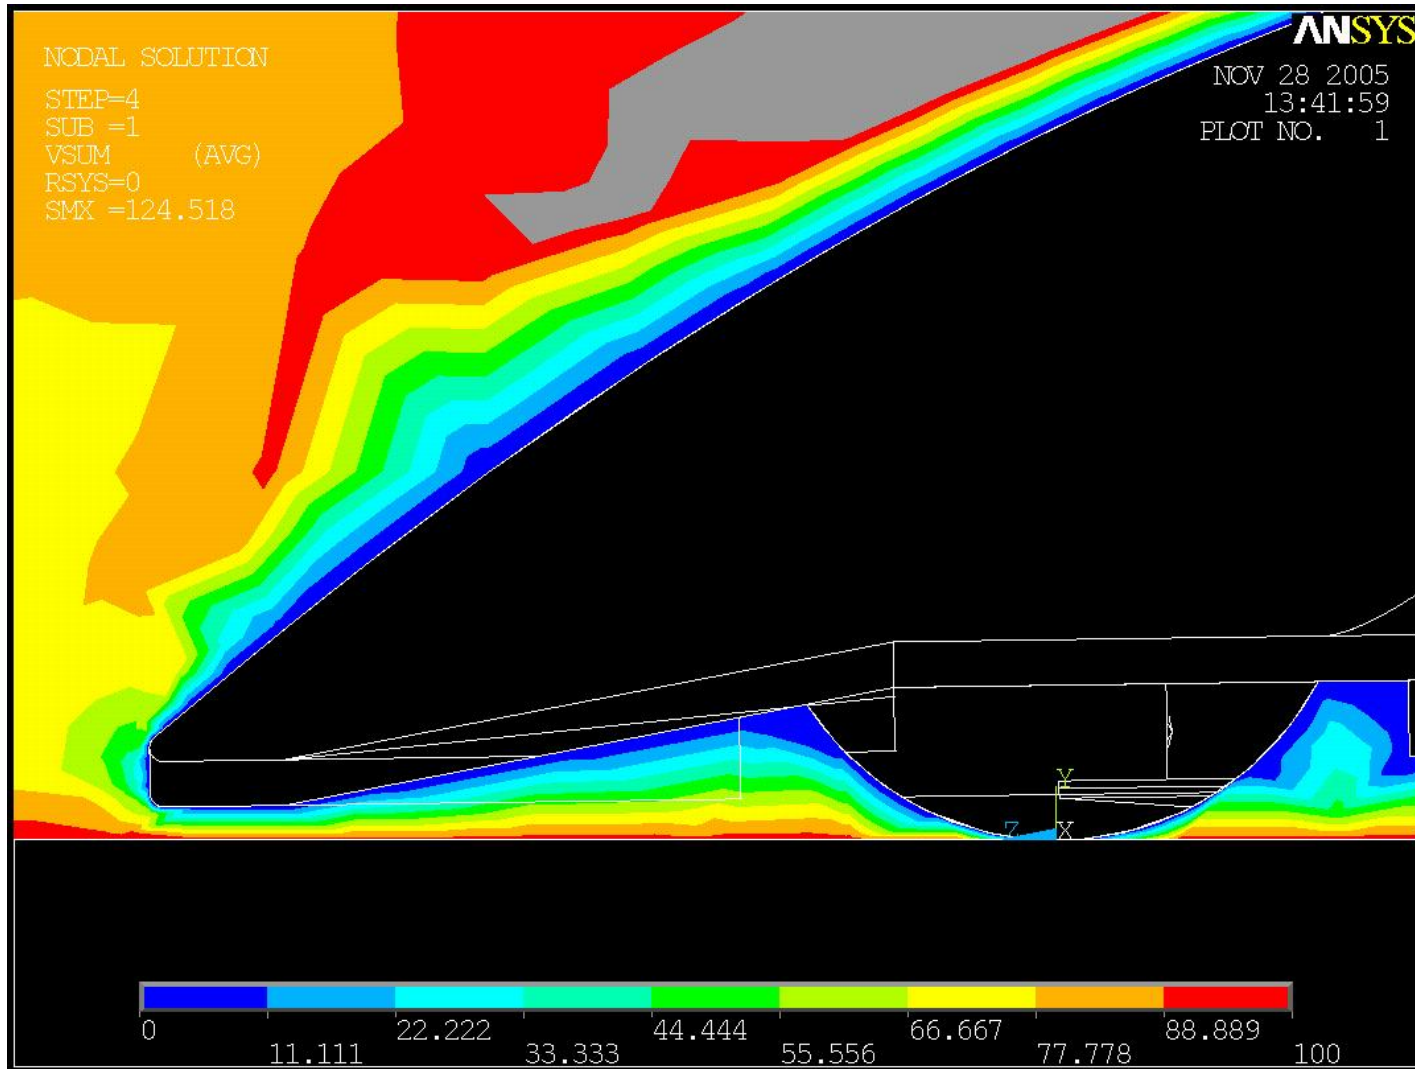 ANSYS
NODAL SOLUTION
STEP=4
SUB =1
VSUM (AVG)
RSYS=0
SMX =124.518
NOV 28 2005
13:41:59
PLOT NO. 1
Y
Z X
0 22.222 44.444 66.667 88.889
11.111 33.333 55.556 77.778 100